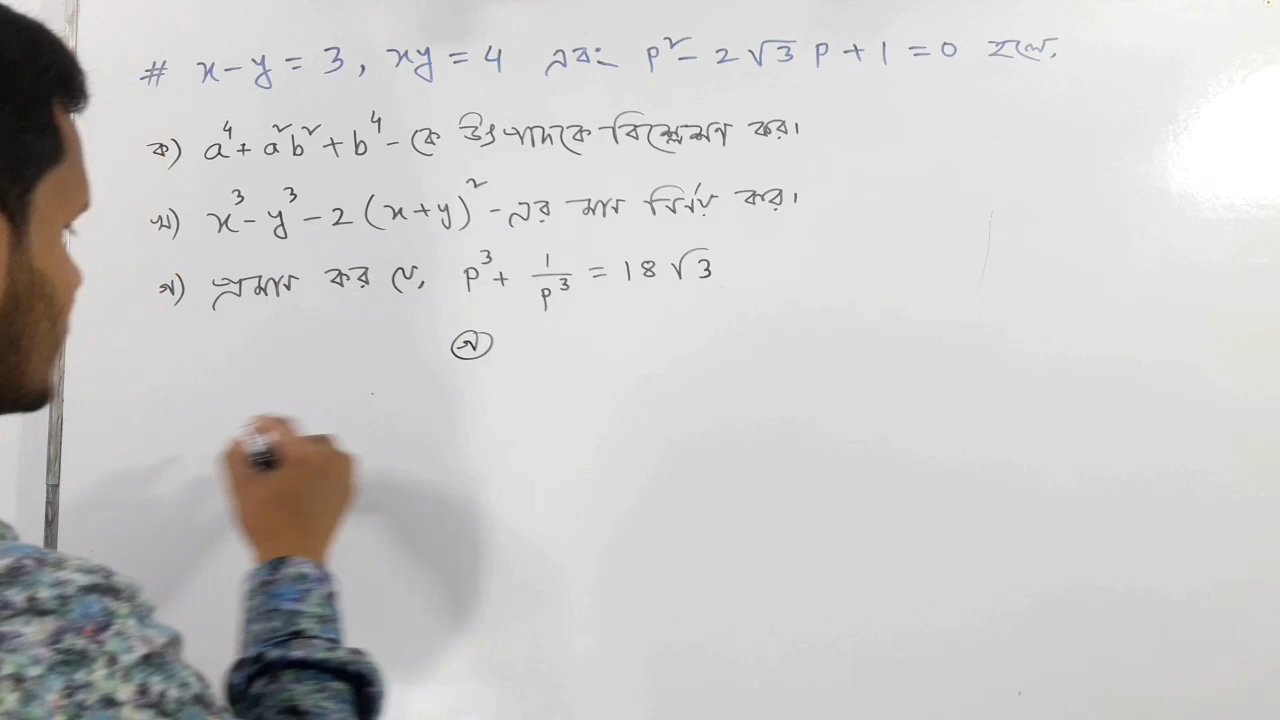 # x-y = 3, xy = 4 এবং p² - 2√3 p + 1 = 0 হলে,
ক) a⁴ + a²b² + b⁴ - কে উৎপাদকে বিশ্লেষণ কর।
খ) x³ - y³ - 2 (x+y)² - এর মান নির্ণয় কর।
গ) প্রমাণ কর যে, p³ + 1/p³ = 18√3
গ